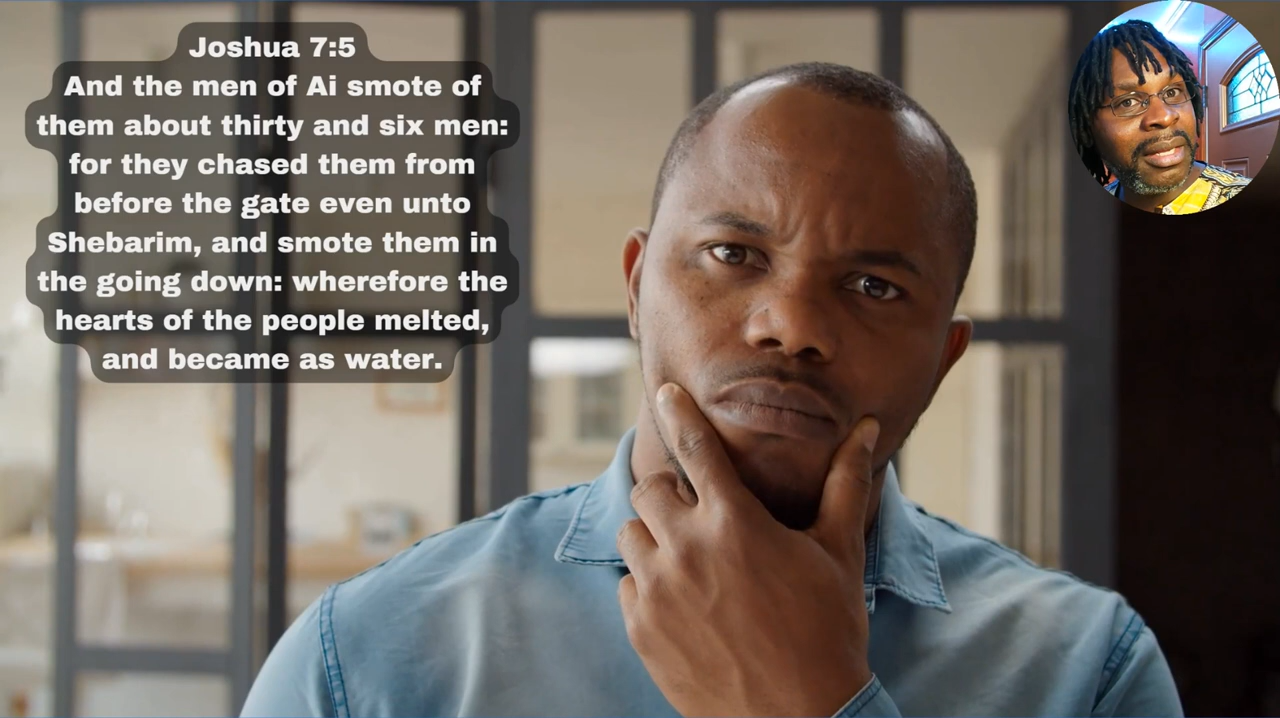 Joshua 7:5
And the men of Ai smote of
them about thirty and six men:
for they chased them from
before the gate even unto
Shebarim, and smote them in
the going down: wherefore the
hearts of the people melted,
and became as water.